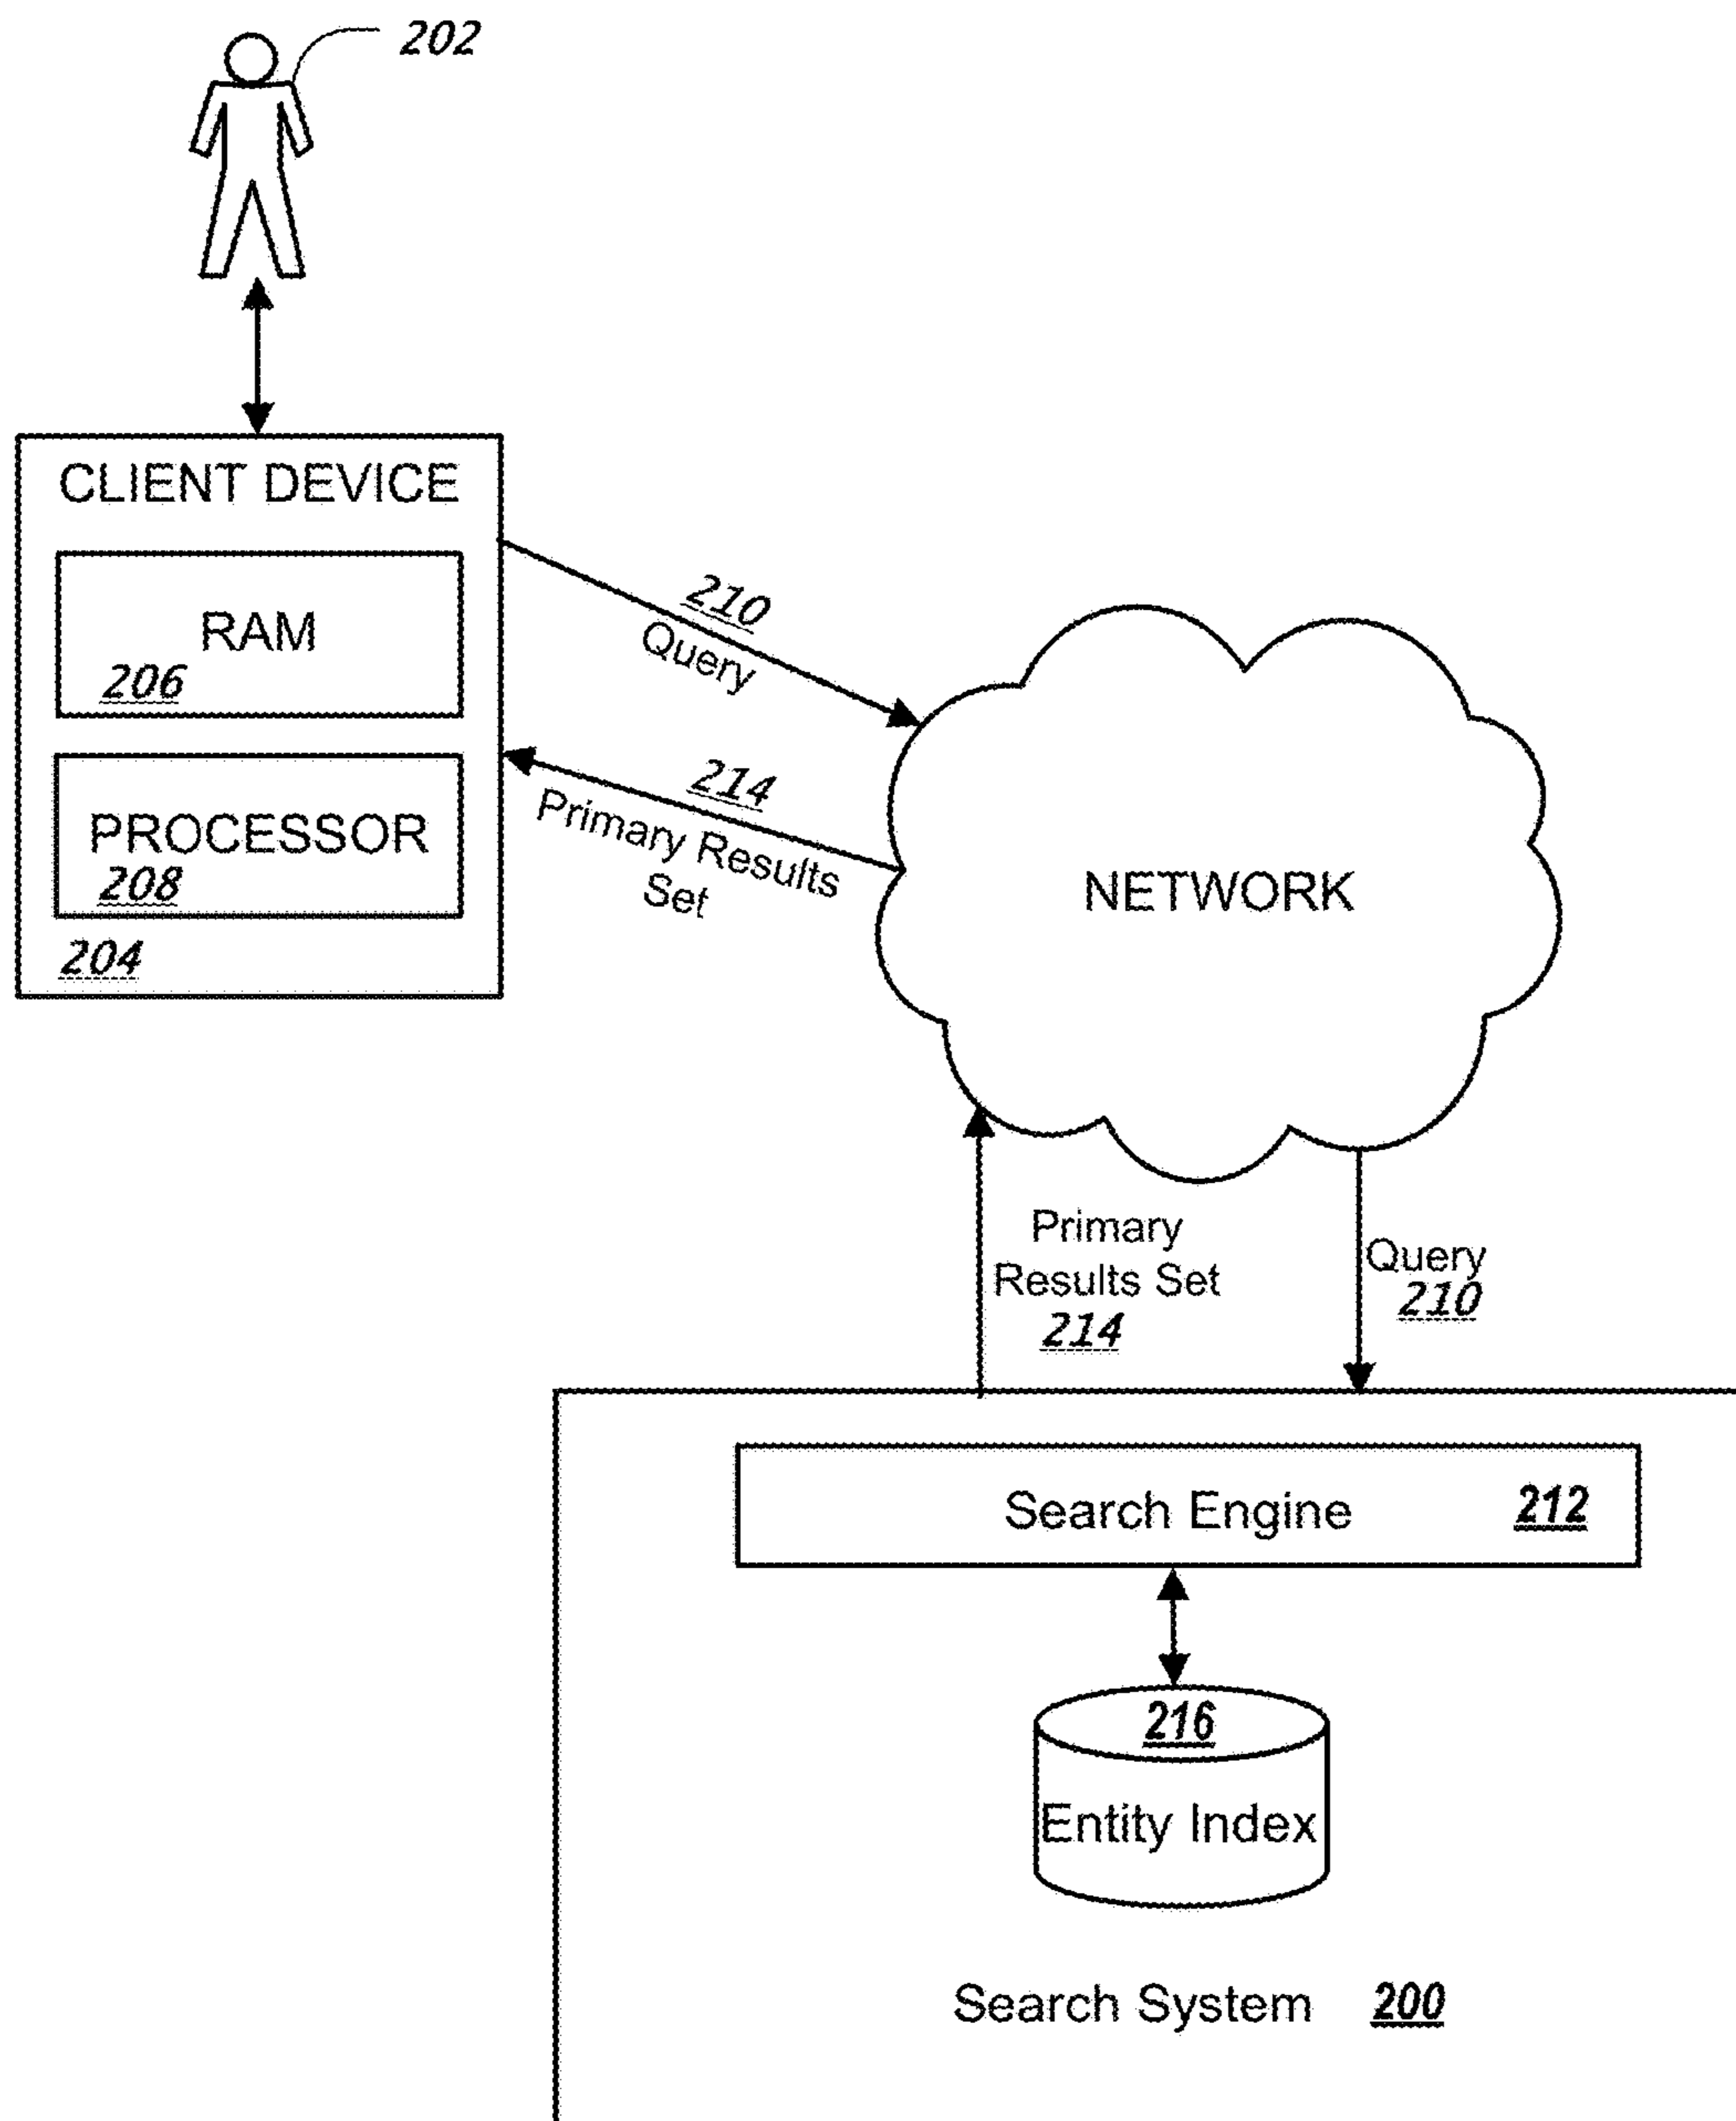 202
CLIENT DEVICE
RAM
206
PROCESSOR
208
204
210
Query
214
Primary Results
Set
NETWORK
Primary
Results Set
214
Query
210
Search Engine 212
216
Entity Index
Search System 200